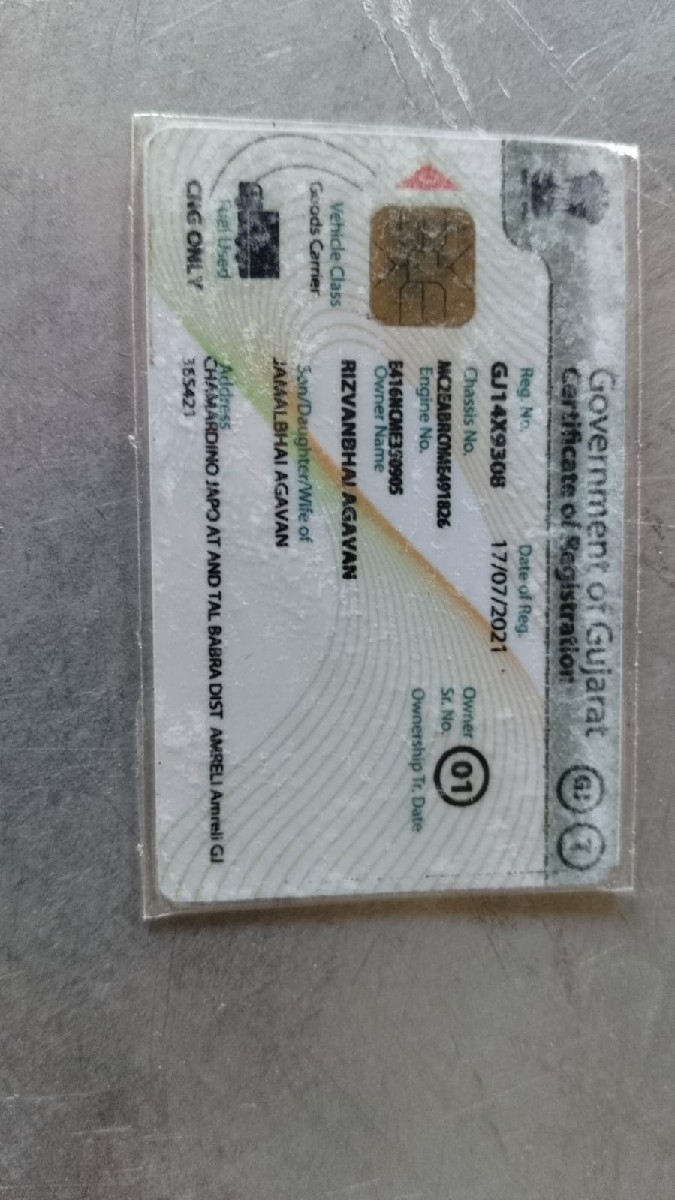 Government of Gujarat
Certificate of Registration
GJ T
Reg. No.
GJ14X9308
Date of Reg.
17/07/2021
Chassis No.
Owner
Sr. No.
01
Engine No.
Ownership Tr. Date
Owner Name
RIZVANBHAI AGAVAN
Son/Daughter/Wife of
JAMALBHAI AGAVAN
Address
CHAMARDINO JAPO AT AND TAL BABRA DIST AMRELI Amreli GJ
365421
Vehicle Class
Goods Carrier
Fuel Used
CNG ONLY